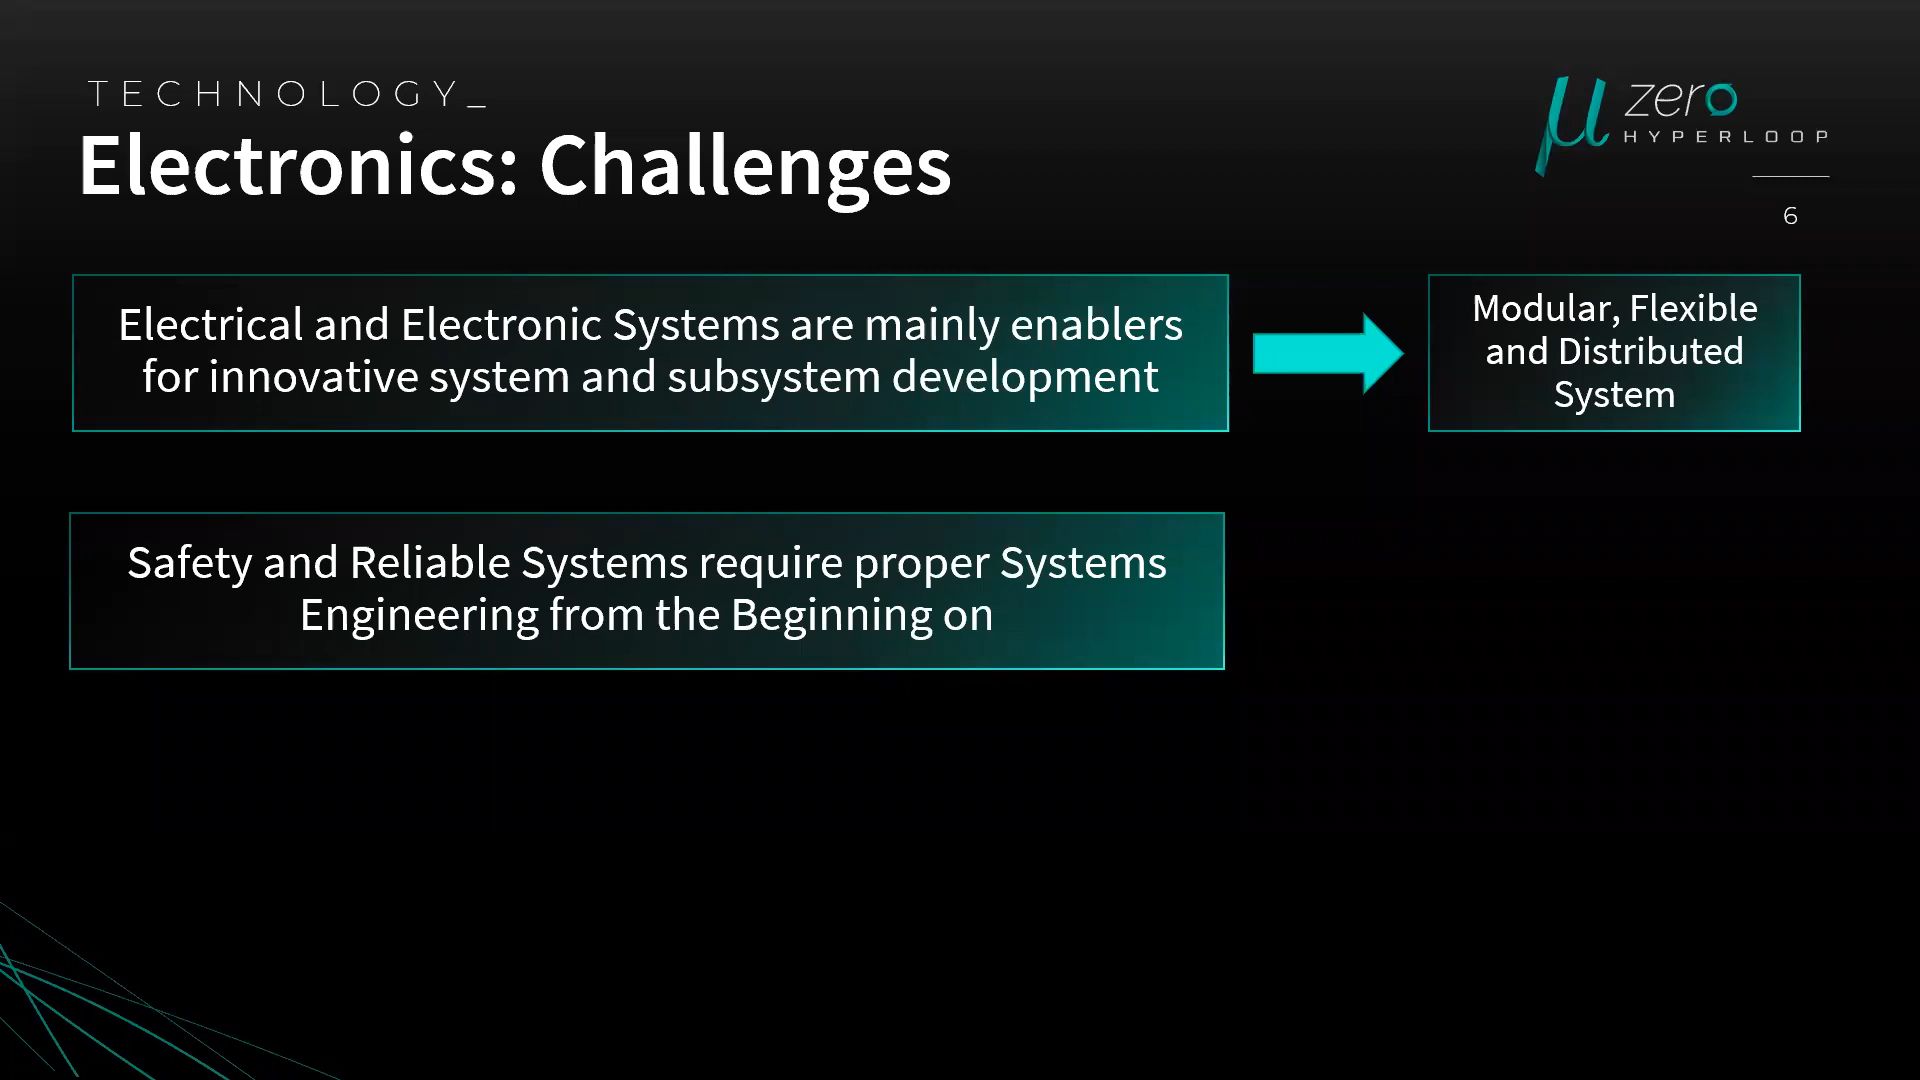 TECHNOLOGY_
Electronics: Challenges
μ zero
HYPERLOOP
6
Electrical and Electronic Systems are mainly enablers
for innovative system and subsystem development
Modular, Flexible
and Distributed
System
Safety and Reliable Systems require proper Systems
Engineering from the Beginning on